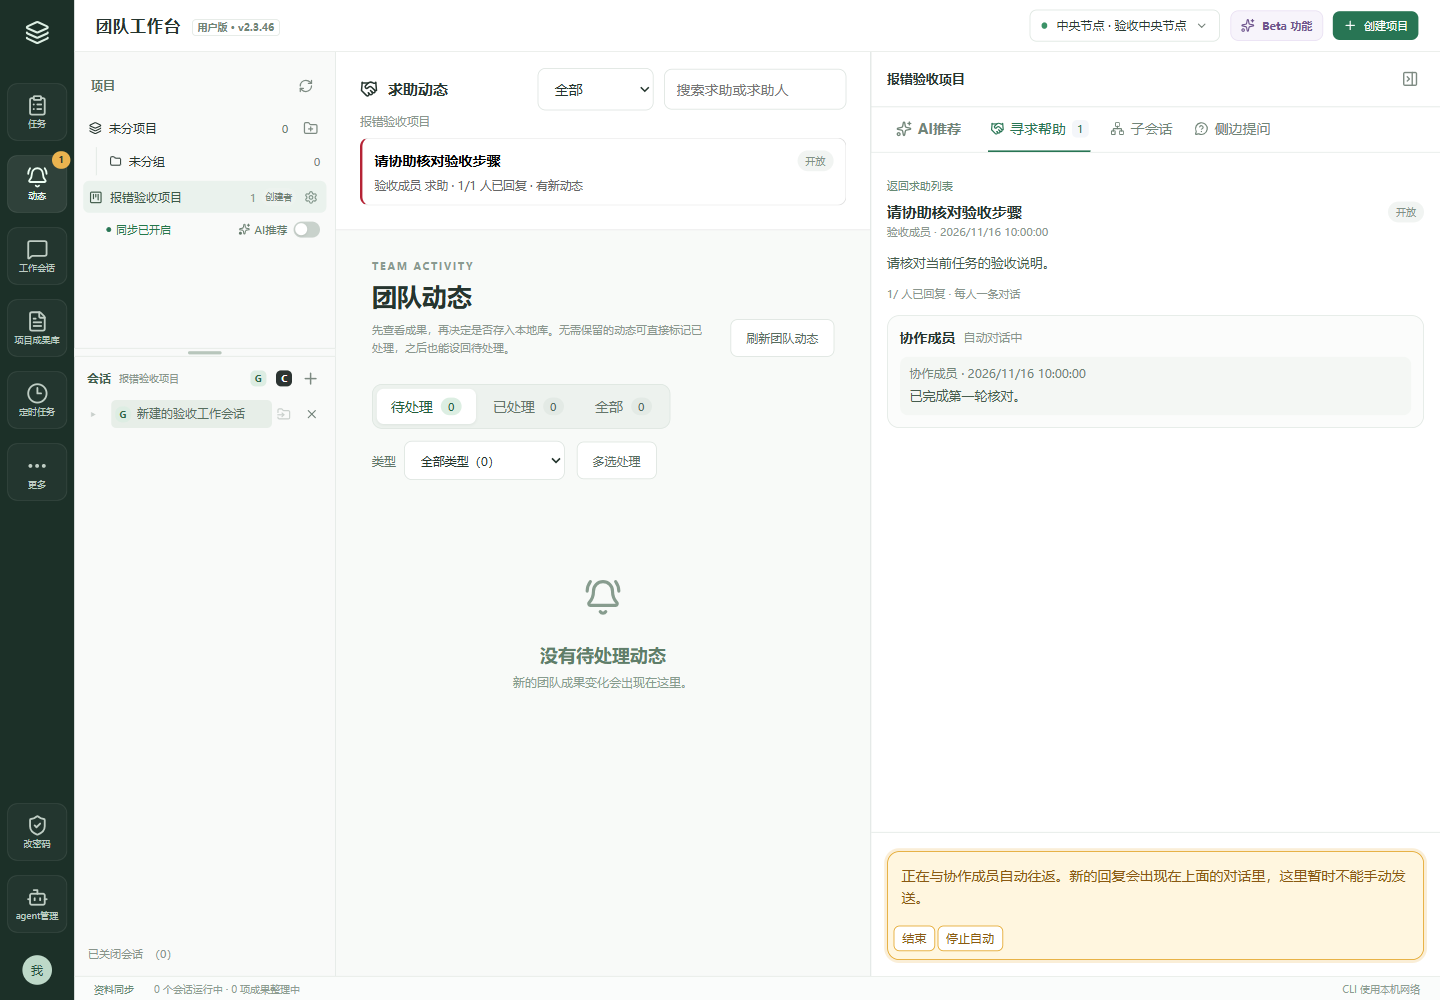 团队工作台
用户版 • v2.3.46
中央节点 · 验收中央节点
Beta 功能
创建项目
任务
1
动态
工作会话
项目成果库
定时任务
更多
改密码
agent管理
我
项目
未分项目 0
未分组 0
报错验收项目 1 创建者
同步已开启 AI推荐
会话 报错验收项目 G C
G 新建的验收工作会话
已关闭会话 (0)
求助动态
全部
搜索求助或求助人
报错验收项目
请协助核对验收步骤
开放
验收成员 求助 · 1/1 人已回复 · 有新动态
TEAM ACTIVITY
团队动态
先查看成果，再决定是否存入本地库。无需保留的动态可直接标记已
处理，之后也能设回待处理。
刷新团队动态
待处理 0 已处理 0 全部 0
类型 全部类型（0） 多选处理
没有待处理动态
新的团队成果变化会出现在这里。
报错验收项目
AI推荐 寻求帮助 1 子会话 侧边提问
返回求助列表
请协助核对验收步骤
开放
验收成员 · 2026/11/16 10:00:00
请核对当前任务的验收说明。
1/ 人已回复 · 每人一条对话
协作成员 自动对话中
协作成员 · 2026/11/16 10:00:00
已完成第一轮核对。
正在与协作成员自动往返。新的回复会出现在上面的对话里，这里暂时不能手动发
送。
结束 停止自动
资料同步 0 个会话运行中 · 0 项成果整理中
CLI 使用本机网络